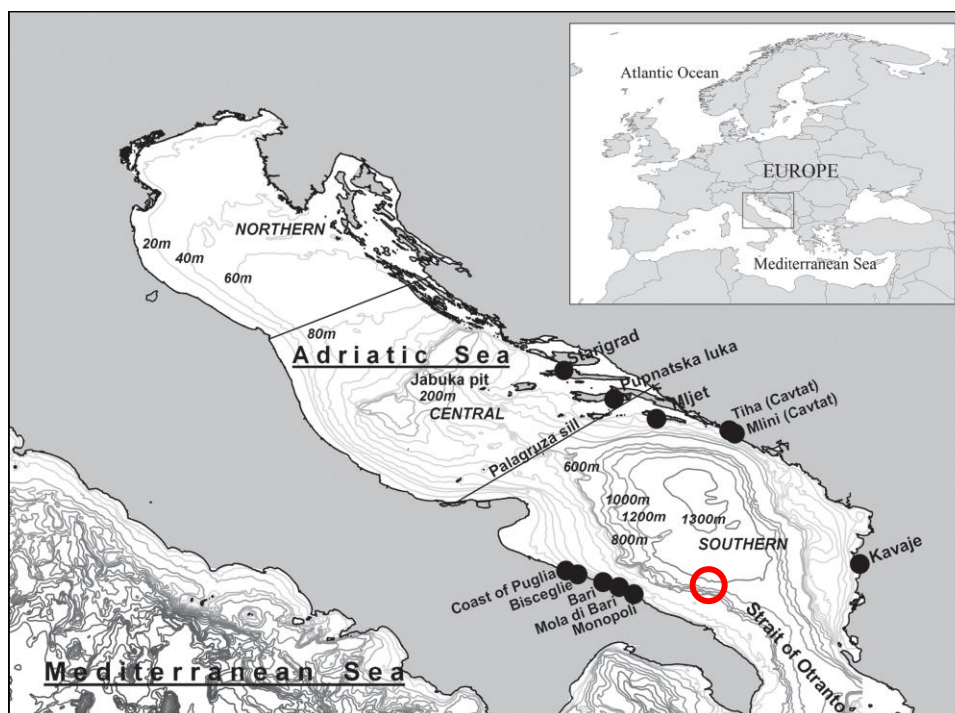 Atlantic Ocean
EUROPE
Mediterranean Sea
NORTHERN
20m
40m
60m
80m
Adriatic Sea
Starigrad
Pupnatska luka
Jabuka pit
200m
CENTRAL
Mljet
Tiha (Cavtat)
Mlini (Cavtat)
Palagruza sill
600m
1000m
1200m
1300m
800m
SOUTHERN
Kavaje
Coast of Puglia
Bisceglie
Bari
Mola di Bari
Monopoli
Strait of Otranto
Mediterranean Sea